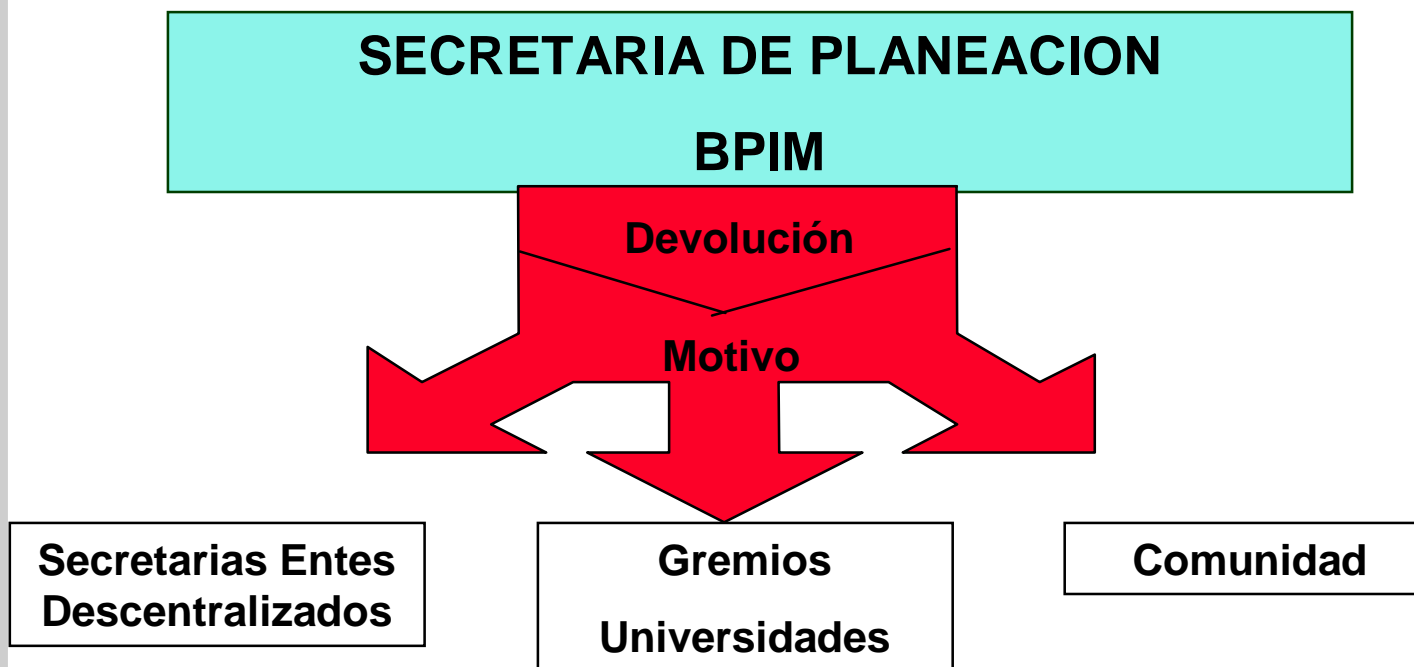 SECRETARIA DE PLANEACION
BPIM
Devolución
Motivo
Secretarias Entes
Descentralizados
Gremios
Universidades
Comunidad